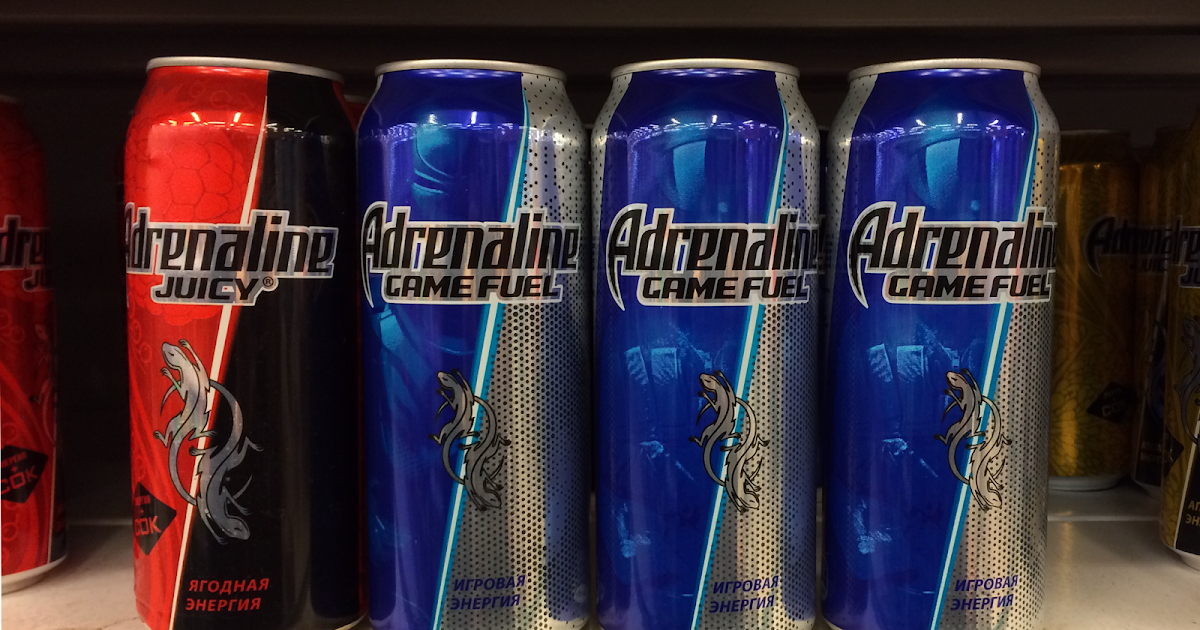 Adrenaline
JUICY®
СОК
ЯГОДНАЯ
ЭНЕРГИЯ
Adrenaline
GAME FUEL
ИГРОВАЯ
ЭНЕРГИЯ
Adrenaline
GAME FUEL
ИГРОВАЯ
ЭНЕРГИЯ
Adrenaline
GAME FUEL
ИГРОВАЯ
ЭНЕРГИЯ